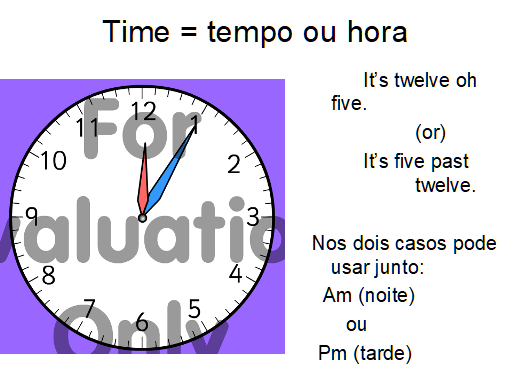 Time = tempo ou hora
It's twelve oh
five.
(or)
It's five past
twelve.
Nos dois casos pode
usar junto:
Am (noite)
ou
Pm (tarde)
12
1
2
3
4
5
6
7
8
9
10
11
For
valuatio
Only